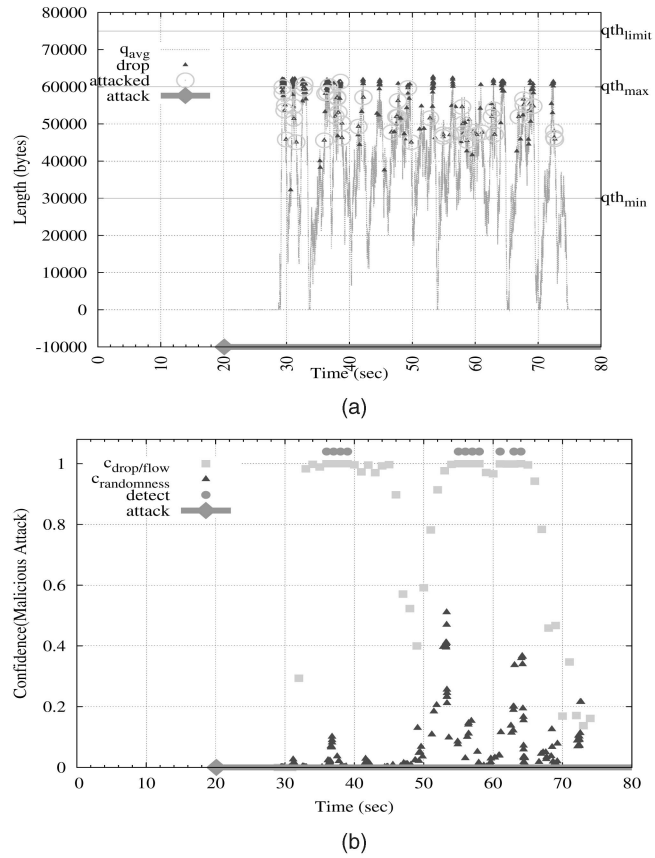 80000
70000
60000
50000
40000
30000
20000
10000
0
-10000
Length (bytes)
q_avg
drop
attacked
attack
qth_limit
qth_max
qth_min
0 10 20 30 40 50 60 70 80
Time (sec)
(a)
1
0.8
0.6
0.4
0.2
0
Confidence(Malicious Attack)
c_drop/flow
c_randomness
detect
attack
0 10 20 30 40 50 60 70 80
Time (sec)
(b)